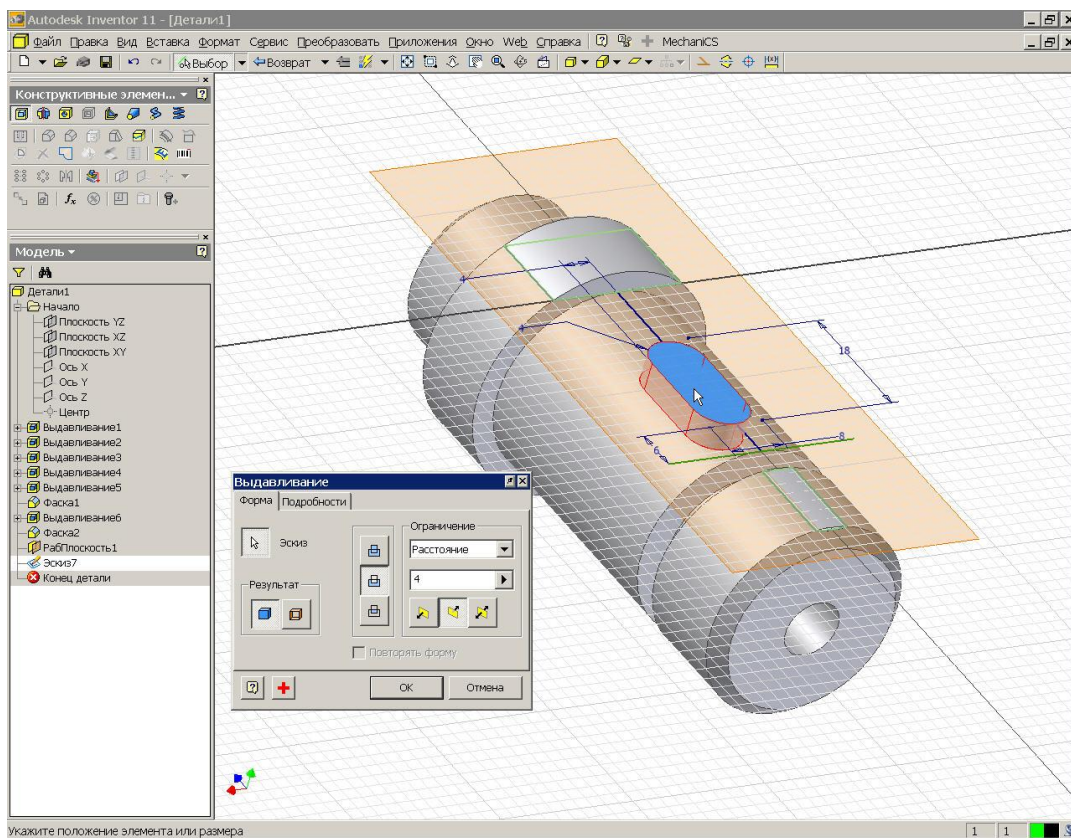 Autodesk Inventor 11 - [Детали1]
Файл Правка Вид Вставка Формат Сервис Преобразовать Приложения Окно Web Справка MechaniCS
Выбор Возврат
Конструктивные элемен...
Модель
Детали1
Начало
Плоскость YZ
Плоскость XZ
Плоскость XY
Ось X
Ось Y
Ось Z
Центр
Выдавливание1
Выдавливание2
Выдавливание3
Выдавливание4
Выдавливание5
Фаска1
Выдавливание6
Фаска2
РабПлоскость1
Эскиз7
Конец детали
4
4
18
8
6
Выдавливание
Форма Подробности
Эскиз
Ограничение
Расстояние
4
Результат
Повторять форму
ОК Отмена
Укажите положение элемента или размера
1 1